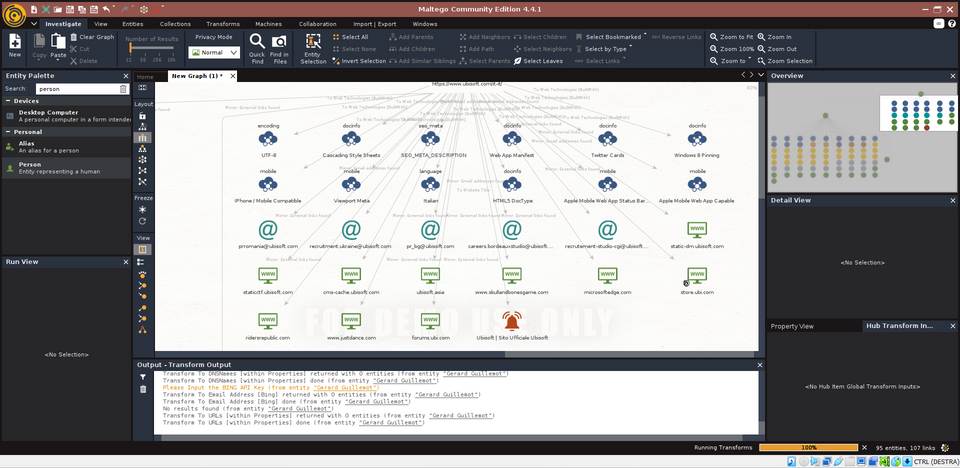 Maltego Community Edition 4.4.1
Investigate View Entities Collections Transforms Machines Collaboration Import | Export Windows
New
Copy Paste Cut
Clear Graph
Delete
Number of Results
12 50 256 10K
Privacy Mode
Normal
Quick Find
Find in Files
Entity Selection
Select All
Select None
Invert Selection
Add Parents
Add Children
Add Similar Siblings
Add Neighbors
Add Path
Select Parents
Select Children
Select Neighbors
Select Leaves
Select Bookmarked
Select by Type
Select Links
Reverse Links
Zoom to Fit
Zoom 100%
Zoom to
Zoom In
Zoom Out
Zoom Selection
Entity Palette
Search: person
Devices
Desktop Computer
A personal computer in a form intended
Personal
Alias
An alias for a person
Person
Entity representing a human
Run View
<No Selection>
Home New Graph (1) *
Layout
Freeze
View
https://www.ubisoft.com/it-it/
80%
encoding docinfo seo_meta docinfo docinfo docinfo
UTF-8 Cascading Style Sheets SEO_META_DESCRIPTION Web App Manifest Twitter Cards Windows 8 Pinning
mobile mobile language docinfo mobile mobile
iPhone / Mobile Compatible Viewport Meta Italian HTML5 DocType Apple Mobile Web App Status Bar... Apple Mobile Web App Capable
prromania@ubisoft.com recruitment.ukraine@ubisoft.com pr_bg@ubisoft.com careers.bordeauxstudio@ubisoft.... recrutement-studio-cg@ubisoft.... static-dm.ubisoft.com
staticctf.ubisoft.com cms-cache.ubisoft.com ubisoft.asia www.skullandbonesgame.com microsoftedge.com store.ubi.com
ridersrepublic.com www.justdance.com forums.ubi.com Ubisoft | Sito Ufficiale Ubisoft
FOR DEMO USE ONLY
Output - Transform Output
Transform To DNSNames [within Properties] returned with 0 entities (from entity "Gerard Guillemot")
Transform To DNSNames [within Properties] done (from entity "Gerard Guillemot")
Please Input the BING API Key (from entity "Gerard Guillemot")
Transform To Email Address [Bing] returned with 0 entities (from entity "Gerard Guillemot")
Transform To Email Address [Bing] done (from entity "Gerard Guillemot")
No results found (from entity "Gerard Guillemot")
Transform To URLs [within Properties] returned with 0 entities (from entity "Gerard Guillemot")
Transform To URLs [within Properties] done (from entity "Gerard Guillemot")
Overview
Detail View
<No Selection>
Property View Hub Transform In...
<No Hub Item Global Transform Inputs>
Running Transforms 100% 95 entities, 107 links
CTRL (DESTRA)